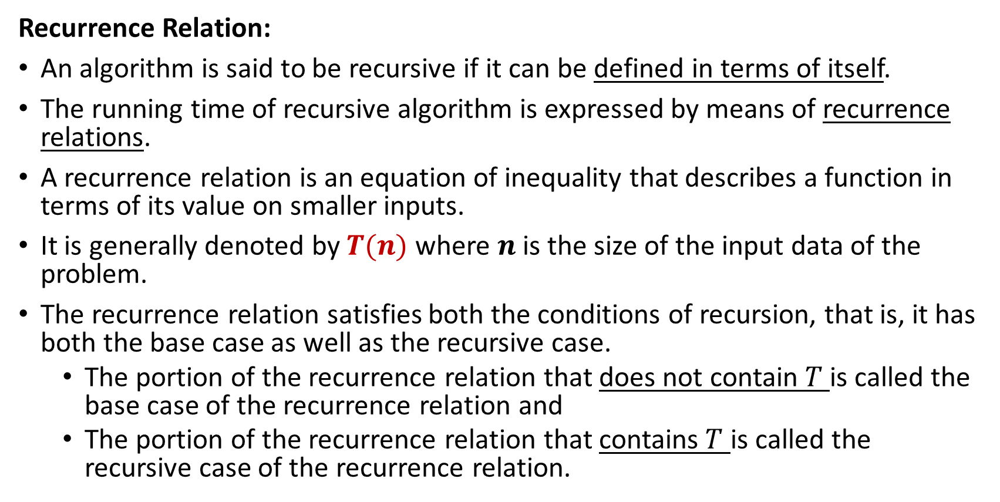 Recurrence Relation:
• An algorithm is said to be recursive if it can be defined in terms of itself.
• The running time of recursive algorithm is expressed by means of recurrence
relations.
• A recurrence relation is an equation of inequality that describes a function in
terms of its value on smaller inputs.
• It is generally denoted by T(n) where n is the size of the input data of the
problem.
• The recurrence relation satisfies both the conditions of recursion, that is, it has
both the base case as well as the recursive case.
• The portion of the recurrence relation that does not contain T is called the
base case of the recurrence relation and
• The portion of the recurrence relation that contains T is called the
recursive case of the recurrence relation.